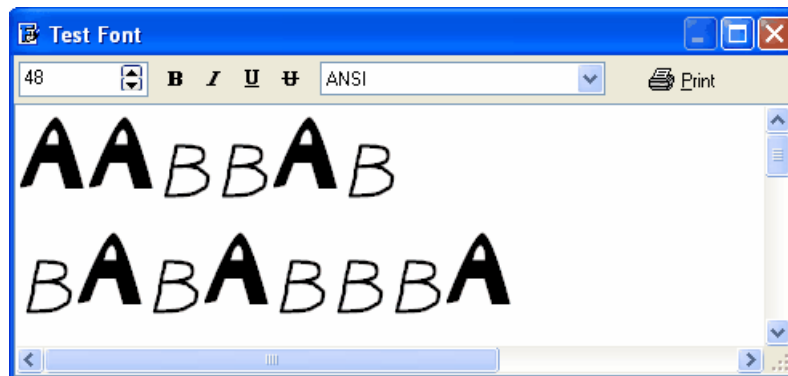 Test Font
48 B I U U ANSI Print
AABBAB
BABABBBA